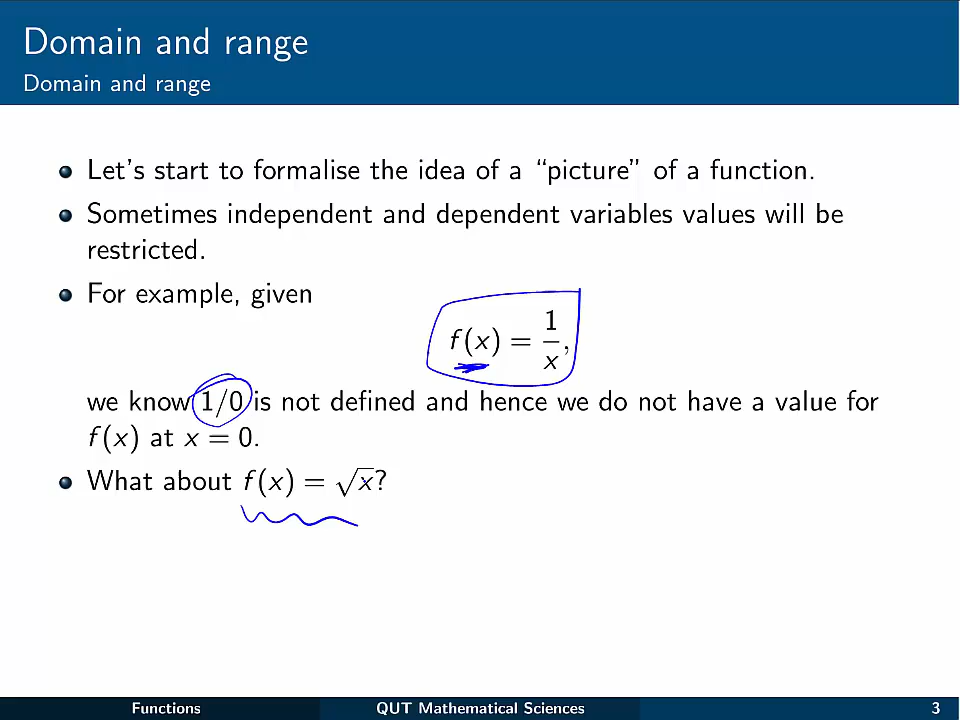 Domain and range
Domain and range
Let's start to formalise the idea of a “picture” of a function.
Sometimes independent and dependent variables values will be
restricted.
For example, given
f(x) = 1/x,
we know 1/0 is not defined and hence we do not have a value for
f(x) at x = 0.
What about f(x) = √x?
Functions QUT Mathematical Sciences 3